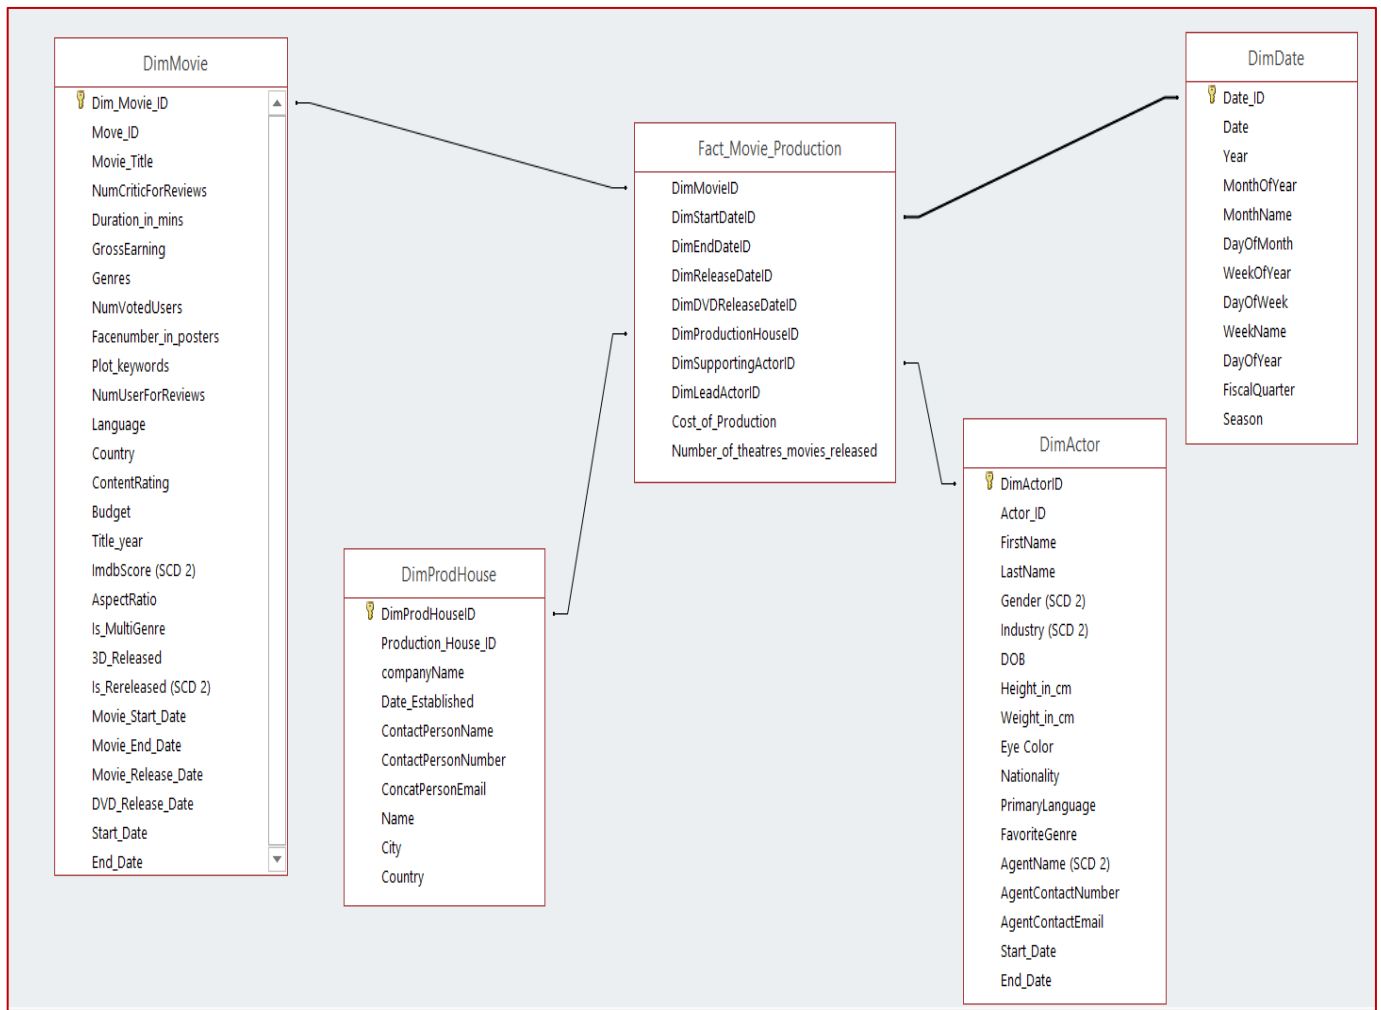 DimMovie
Dim_Movie_ID
Move_ID
Movie_Title
NumCriticForReviews
Duration_in_mins
GrossEarning
Genres
NumVotedUsers
Facenumber_in_posters
Plot_keywords
NumUserForReviews
Language
Country
ContentRating
Budget
Title_year
ImdbScore (SCD 2)
AspectRatio
Is_MultiGenre
3D_Released
Is_Rereleased (SCD 2)
Movie_Start_Date
Movie_End_Date
Movie_Release_Date
DVD_Release_Date
Start_Date
End_Date
Fact_Movie_Production
DimMovieID
DimStartDateID
DimEndDateID
DimReleaseDateID
DimDVDReleaseDateID
DimProductionHouseID
DimSupportingActorID
DimLeadActorID
Cost_of_Production
Number_of_theatres_movies_released
DimDate
Date_ID
Date
Year
MonthOfYear
MonthName
DayOfMonth
WeekOfYear
DayOfWeek
WeekName
DayOfYear
FiscalQuarter
Season
DimProdHouse
DimProdHouseID
Production_House_ID
companyName
Date_Established
ContactPersonName
ContactPersonNumber
ConcatPersonEmail
Name
City
Country
DimActor
DimActorID
Actor_ID
FirstName
LastName
Gender (SCD 2)
Industry (SCD 2)
DOB
Height_in_cm
Weight_in_cm
Eye Color
Nationality
PrimaryLanguage
FavoriteGenre
AgentName (SCD 2)
AgentContactNumber
AgentContactEmail
Start_Date
End_Date